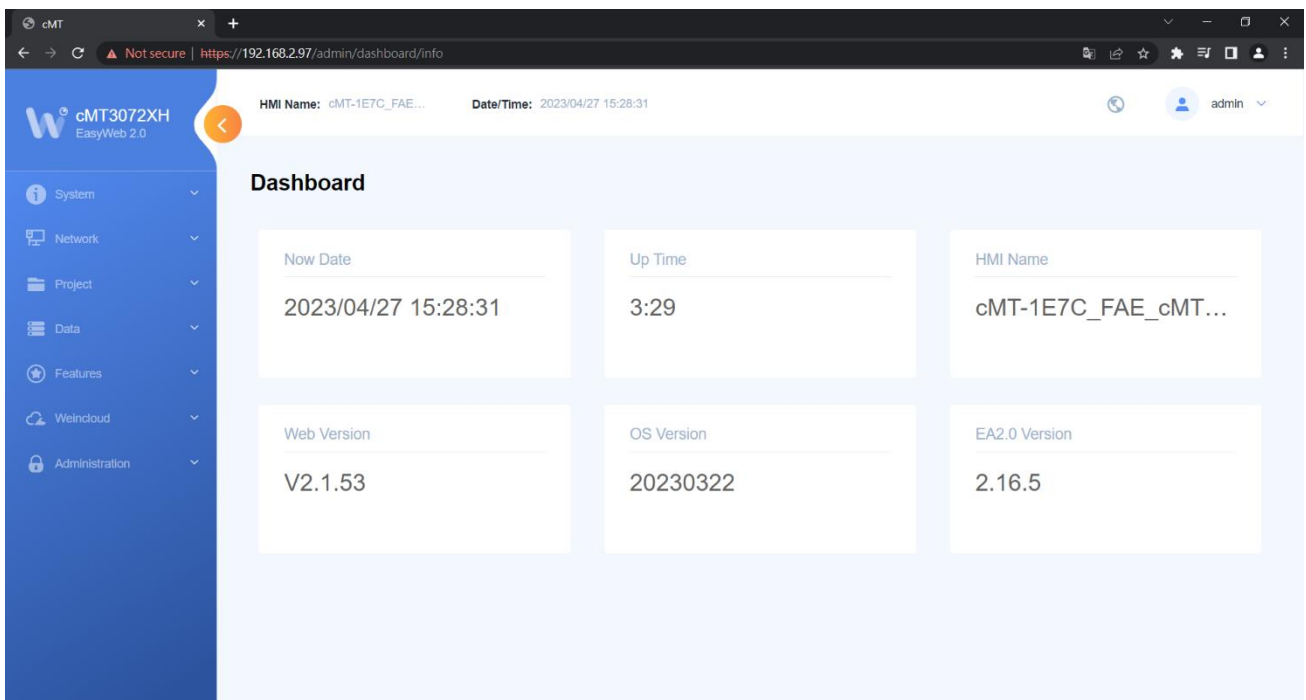 cMT
Not secure | https://192.168.2.97/admin/dashboard/info
cMT3072XH
EasyWeb 2.0
HMI Name: cMT-1E7C_FAE... Date/Time: 2023/04/27 15:28:31
admin
System
Network
Project
Data
Features
Weincloud
Administration
Dashboard
Now Date
2023/04/27 15:28:31
Up Time
3:29
HMI Name
cMT-1E7C_FAE_cMT...
Web Version
V2.1.53
OS Version
20230322
EA2.0 Version
2.16.5